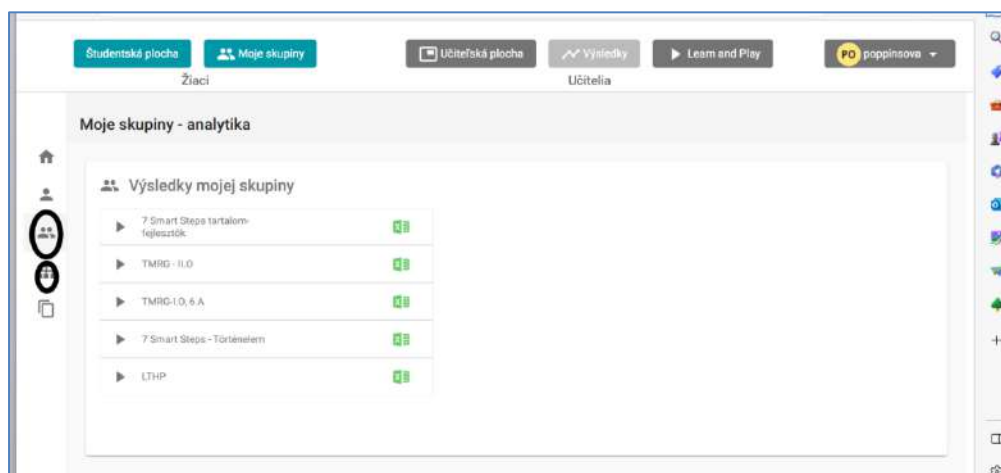 Študentská plocha
Moje skupiny
Učiteľská plocha
Výsledky
Learn and Play
PO poppinsova
Žiaci
Učitelia
Moje skupiny - analytika
Výsledky mojej skupiny
7 Smart Steps tartalom-
fejlesztők
TMRG - II.O
TMRG-I.O, 6.A
7 Smart Steps - Történelem
LTHP